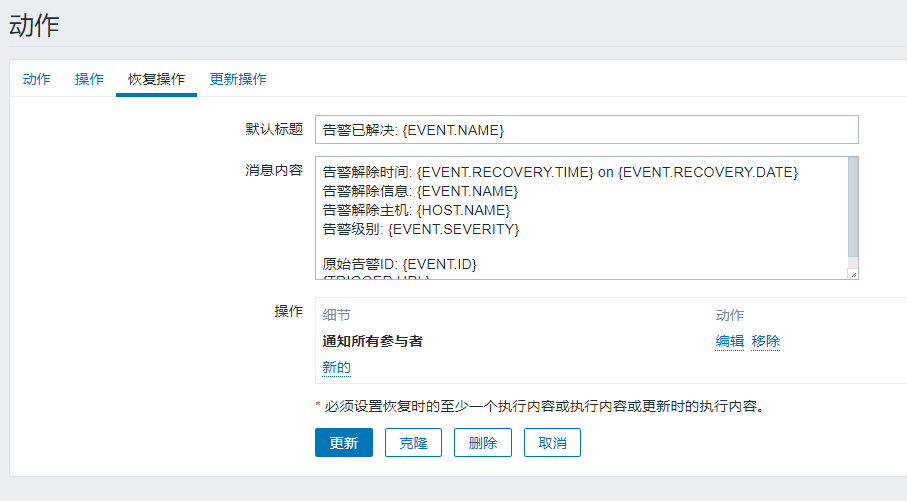 动作
动作 操作 恢复操作 更新操作
默认标题 告警已解决: {EVENT.NAME}
消息内容 告警解除时间: {EVENT.RECOVERY.TIME} on {EVENT.RECOVERY.DATE}
告警解除信息: {EVENT.NAME}
告警解除主机: {HOST.NAME}
告警级别: {EVENT.SEVERITY}
原始告警ID: {EVENT.ID}
{TRIGGER.URL}
操作 细节 动作
通知所有参与者 编辑 移除
新的
* 必须设置恢复时的至少一个执行内容或执行内容或更新时的执行内容。
更新 克隆 删除 取消